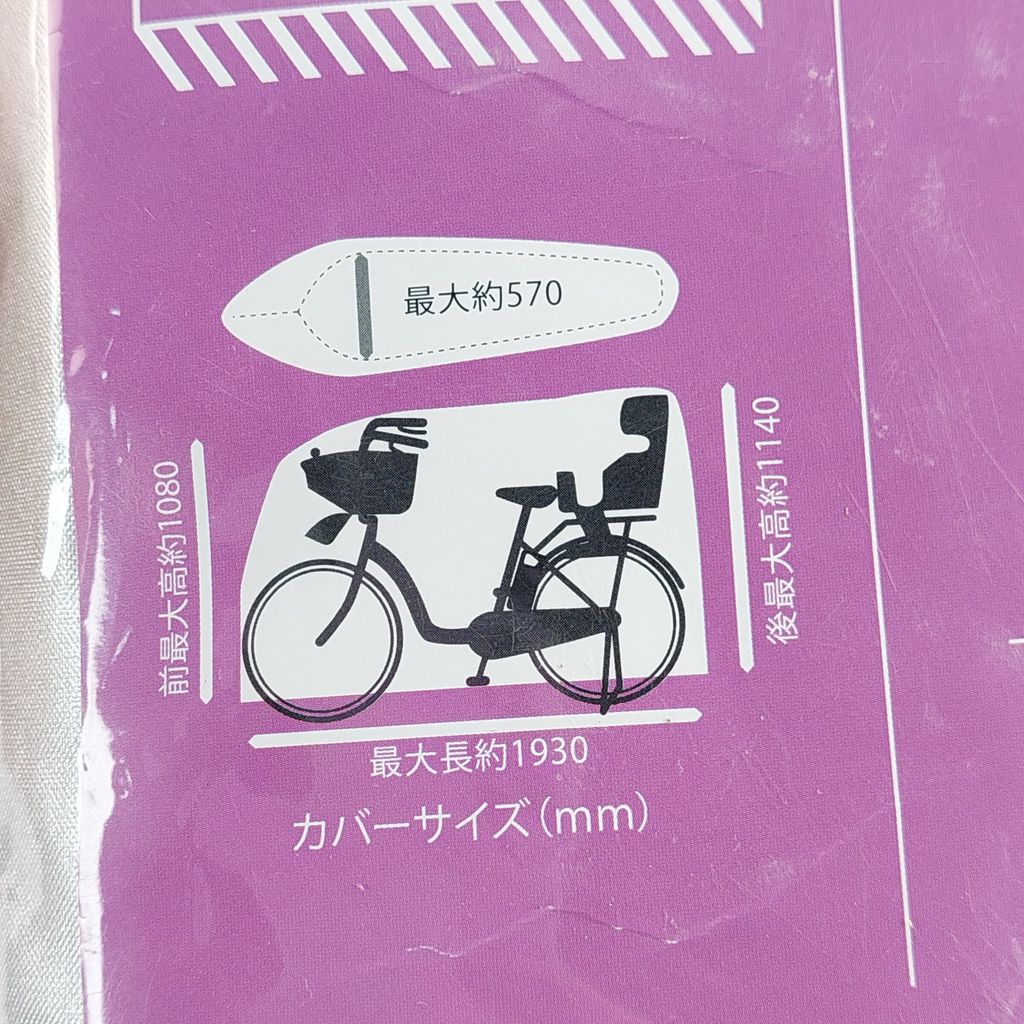 最大約570
前最大高約1080
後最大高約1140
最大長約1930
カバーサイズ(mm)